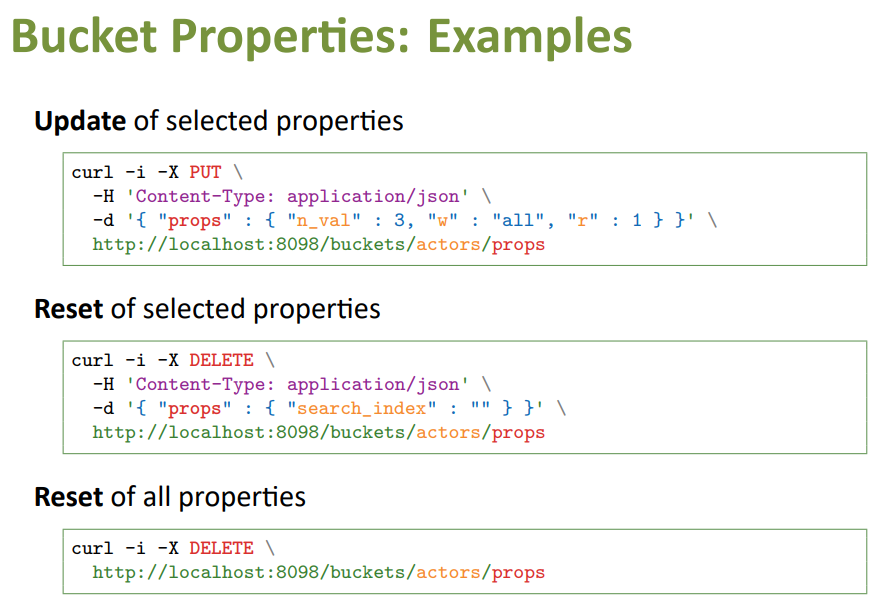 Bucket Properties: Examples
Update of selected properties
curl -i -X PUT \
-H 'Content-Type: application/json' \
-d '{ "props" : { "n_val" : 3, "w" : "all", "r" : 1 } }' \
http://localhost:8098/buckets/actors/props
Reset of selected properties
curl -i -X DELETE \
-H 'Content-Type: application/json' \
-d '{ "props" : { "search_index" : "" } }' \
http://localhost:8098/buckets/actors/props
Reset of all properties
curl -i -X DELETE \
http://localhost:8098/buckets/actors/props